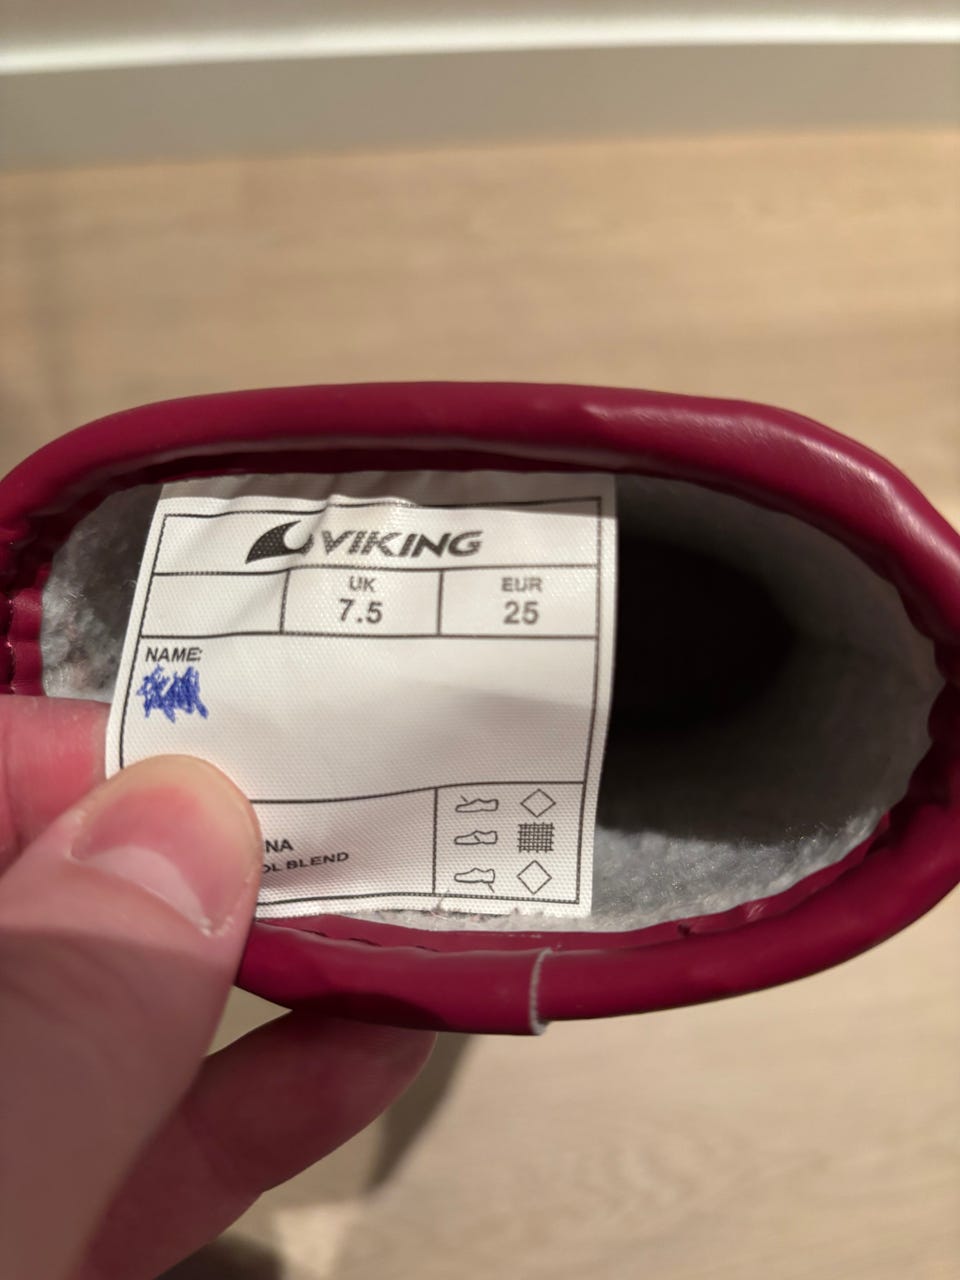 VIKING
UK EUR
7.5 25
NAME:
NA
OL BLEND